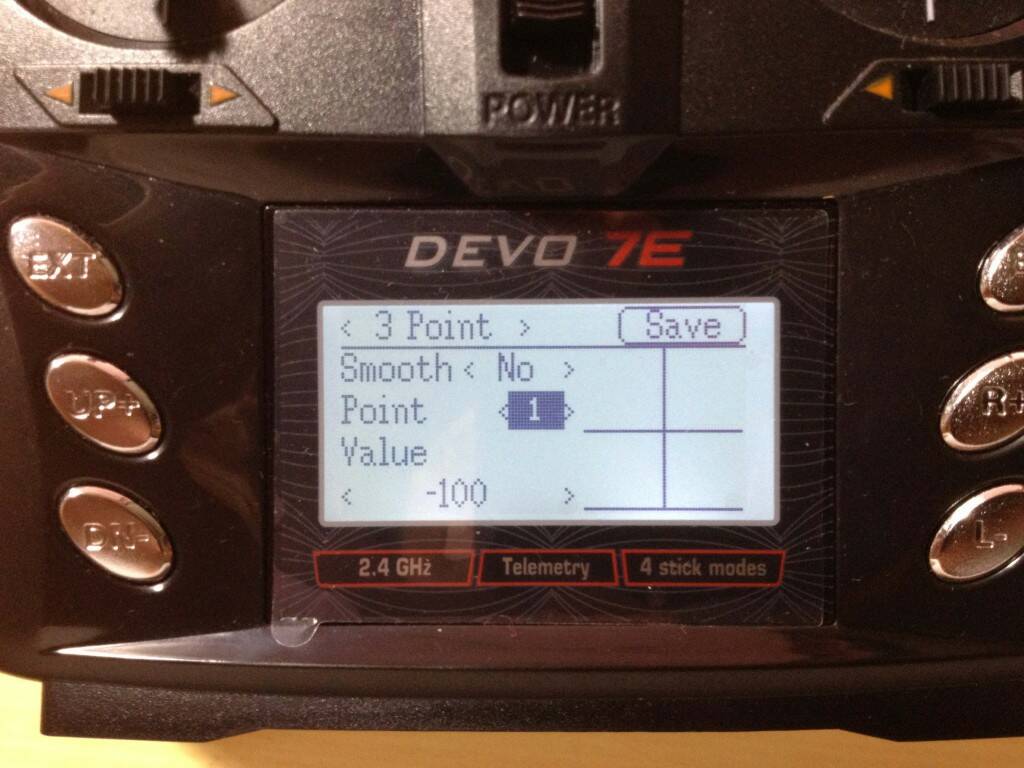 POWER
DEVO 7E
EXT
< 3 Point > Save
Smooth < No >
UP+
Point < 1 >
R+
Value
< -100 >
DN-
L-
2.4 GHz Telemetry 4 stick modes